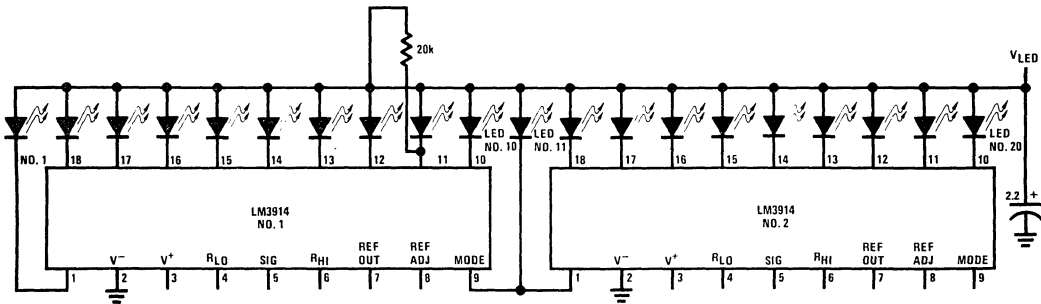 20k
V LED
NO. 1
LED NO. 10
LED NO. 11
LED NO. 20
18 17 16 15 14 13 12 11 10
18 17 16 15 14 13 12 11 10
2.2 +
LM3914 NO. 1
LM3914 NO. 2
V− V+ RLO SIG RHI REF OUT REF ADJ MODE
V− V+ RLO SIG RHI REF OUT REF ADJ MODE
1 2 3 4 5 6 7 8 9
1 2 3 4 5 6 7 8 9